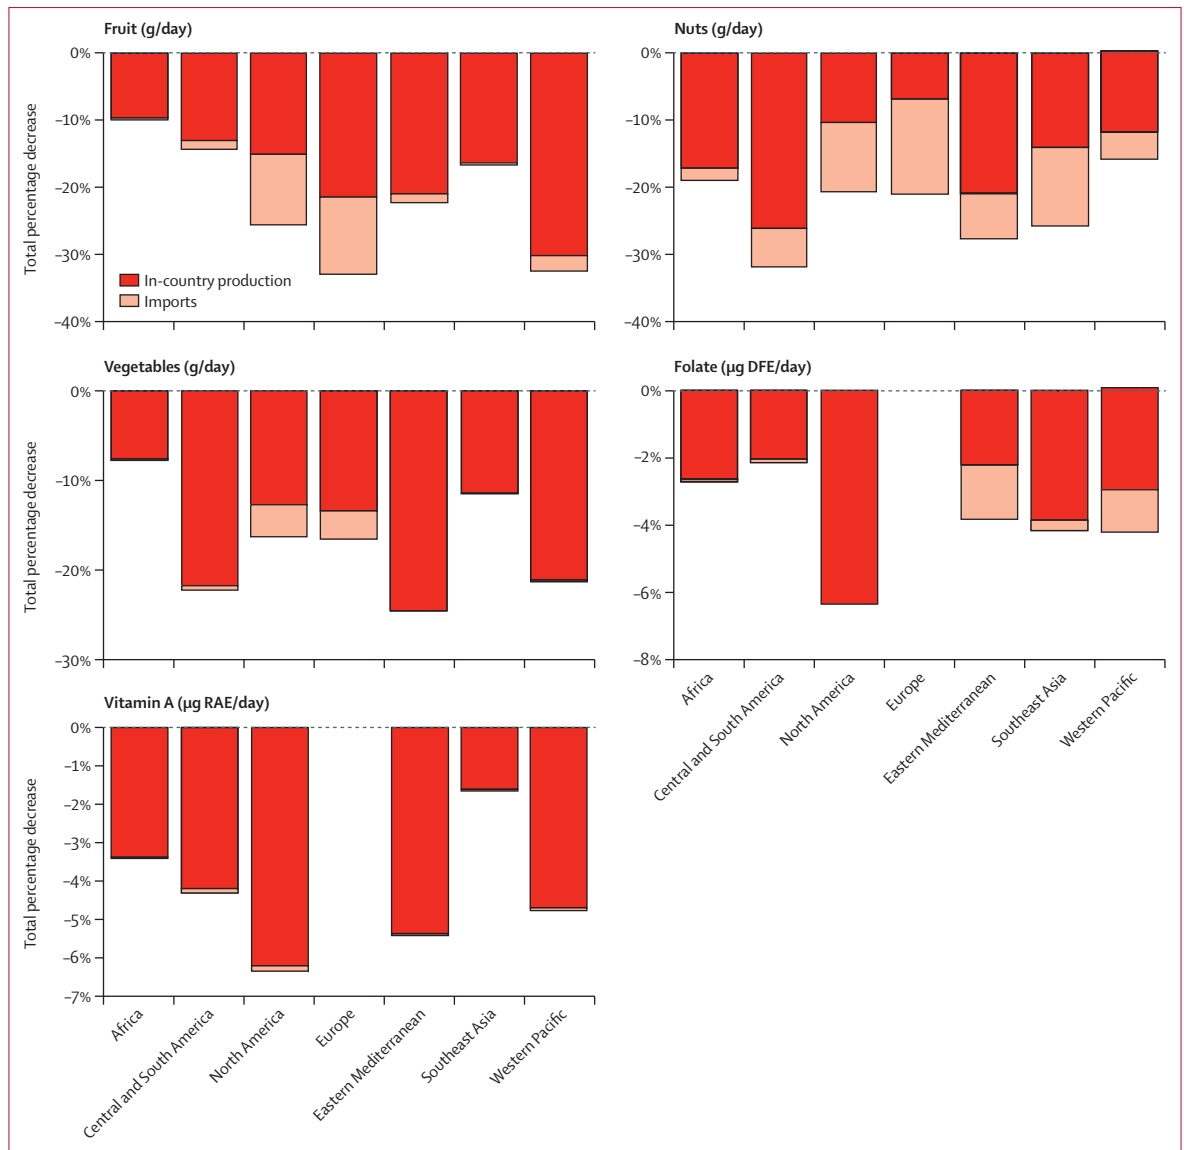 Fruit (g/day)
Total percentage decrease
0%
–10%
–20%
–30%
–40%
In-country production
Imports
Nuts (g/day)
0%
–10%
–20%
–30%
–40%
Vegetables (g/day)
Total percentage decrease
0%
–10%
–20%
–30%
Folate (µg DFE/day)
0%
–2%
–4%
–6%
–8%
Africa
Central and South America
North America
Europe
Eastern Mediterranean
Southeast Asia
Western Pacific
Vitamin A (µg RAE/day)
Total percentage decrease
0%
–1%
–2%
–3%
–4%
–5%
–6%
–7%
Africa
Central and South America
North America
Europe
Eastern Mediterranean
Southeast Asia
Western Pacific